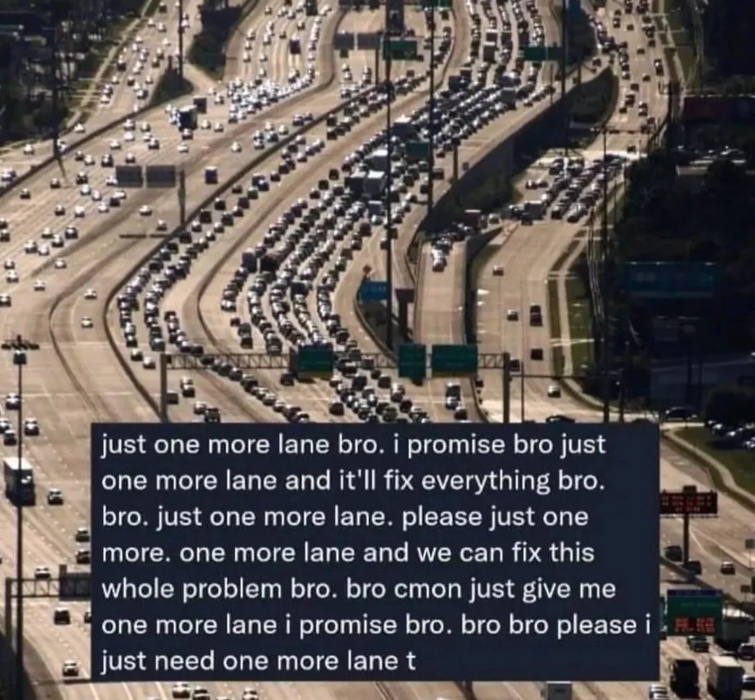 just one more lane bro. i promise bro just
one more lane and it'll fix everything bro.
bro. just one more lane. please just one
more. one more lane and we can fix this
whole problem bro. bro cmon just give me
one more lane i promise bro. bro bro please i
just need one more lane t